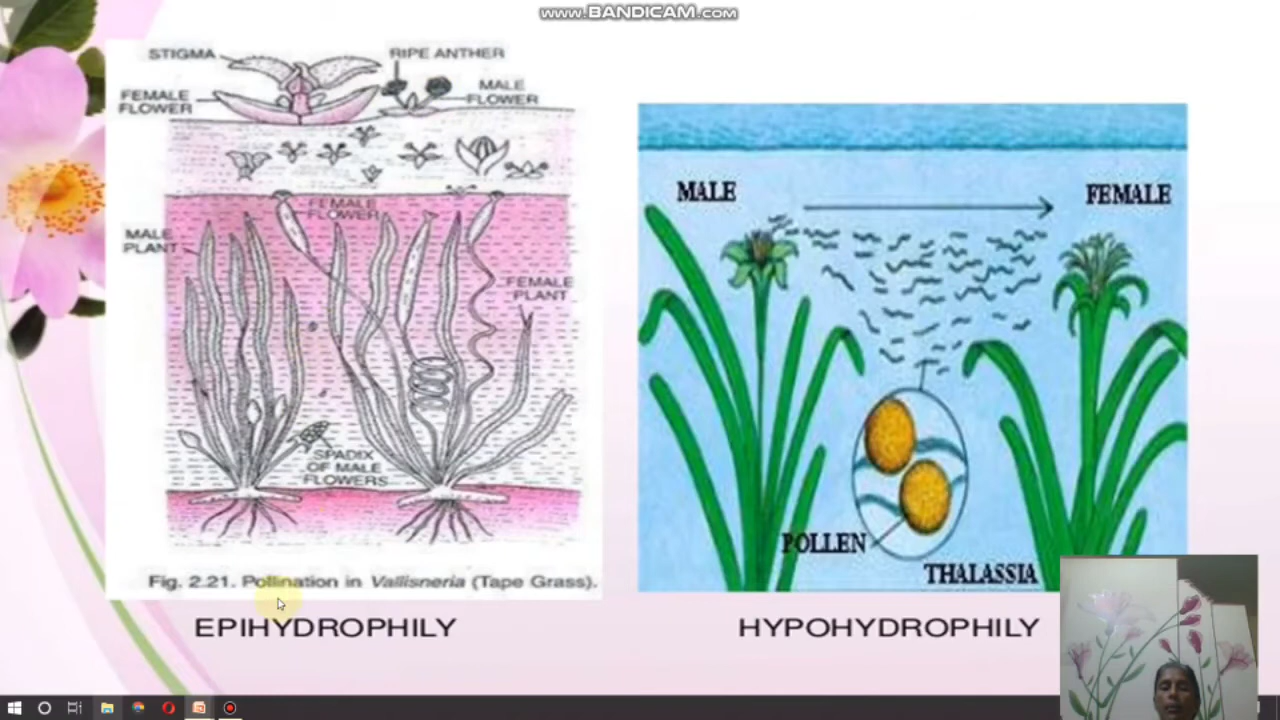 www.BANDICAM.com
STIGMA
RIPE ANTHER
FEMALE
FLOWER
MALE
FLOWER
FEMALE
FLOWER
MALE
PLANT
FEMALE
PLANT
SPADIX
OF MALE
FLOWERS
Fig. 2.21. Pollination in Vallisneria (Tape Grass).
EPIHYDROPHILY
MALE
FEMALE
POLLEN
THALASSIA
HYPOHYDROPHILY